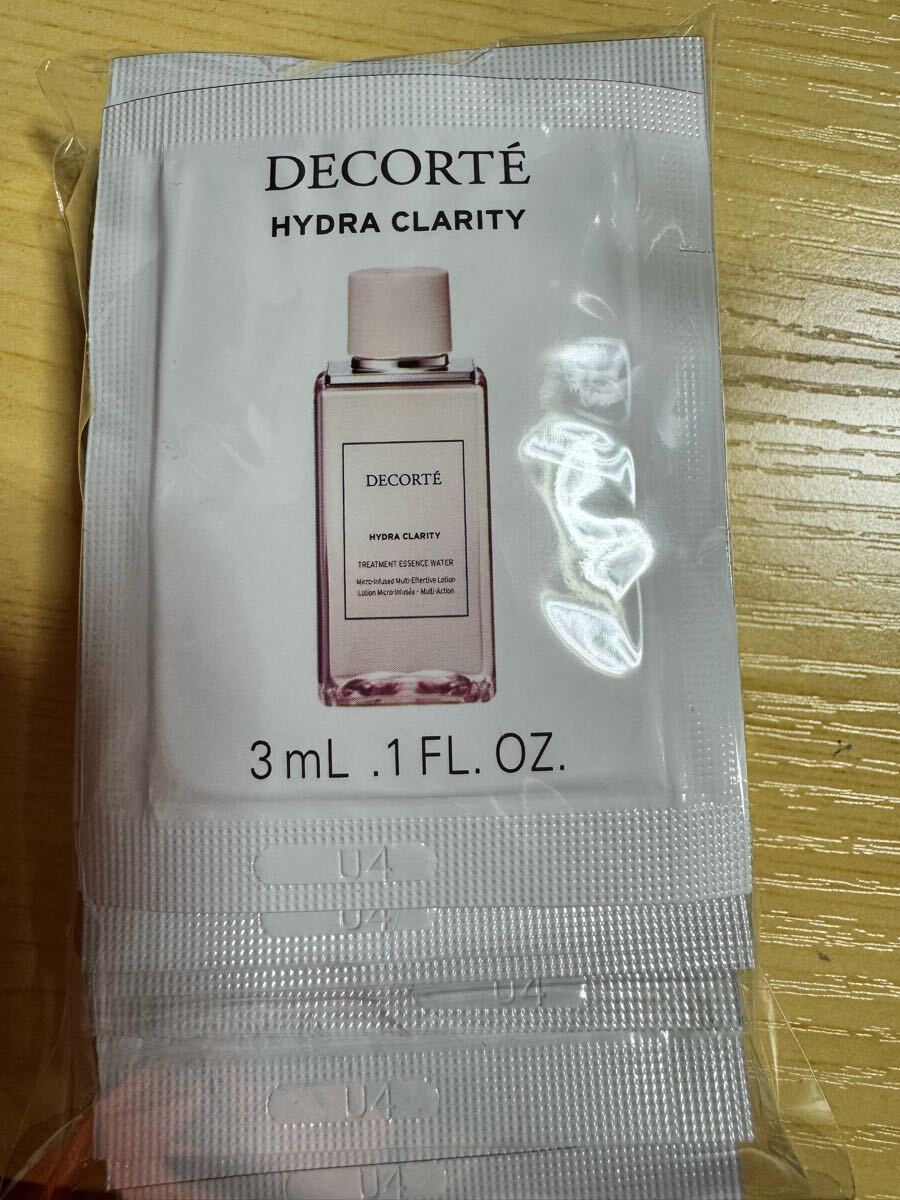 DECORTÉ
HYDRA CLARITY
DECORTÉ
HYDRA CLARITY
TREATMENT ESSENCE WATER
Micro-Infused Multi-Effective Lotion
Lotion Micro-Infusée - Multi-Action
3 mL .1 FL. OZ.
U4
U4
U4
U4
U4